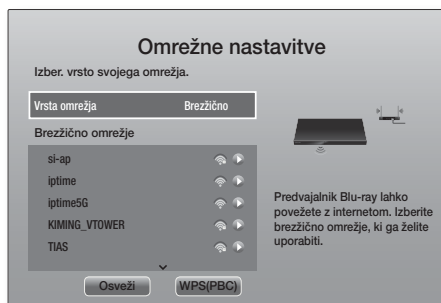 Omrežne nastavitve
Izber. vrsto svojega omrežja.
Vrsta omrežja Brezžično
Brezžično omrežje
si-ap
iptime
iptime5G
KIMING_VTOWER
TIAS
Predvajalnik Blu-ray lahko
povežete z internetom. Izberite
brezžično omrežje, ki ga želite
uporabiti.
Osveži WPS(PBC)